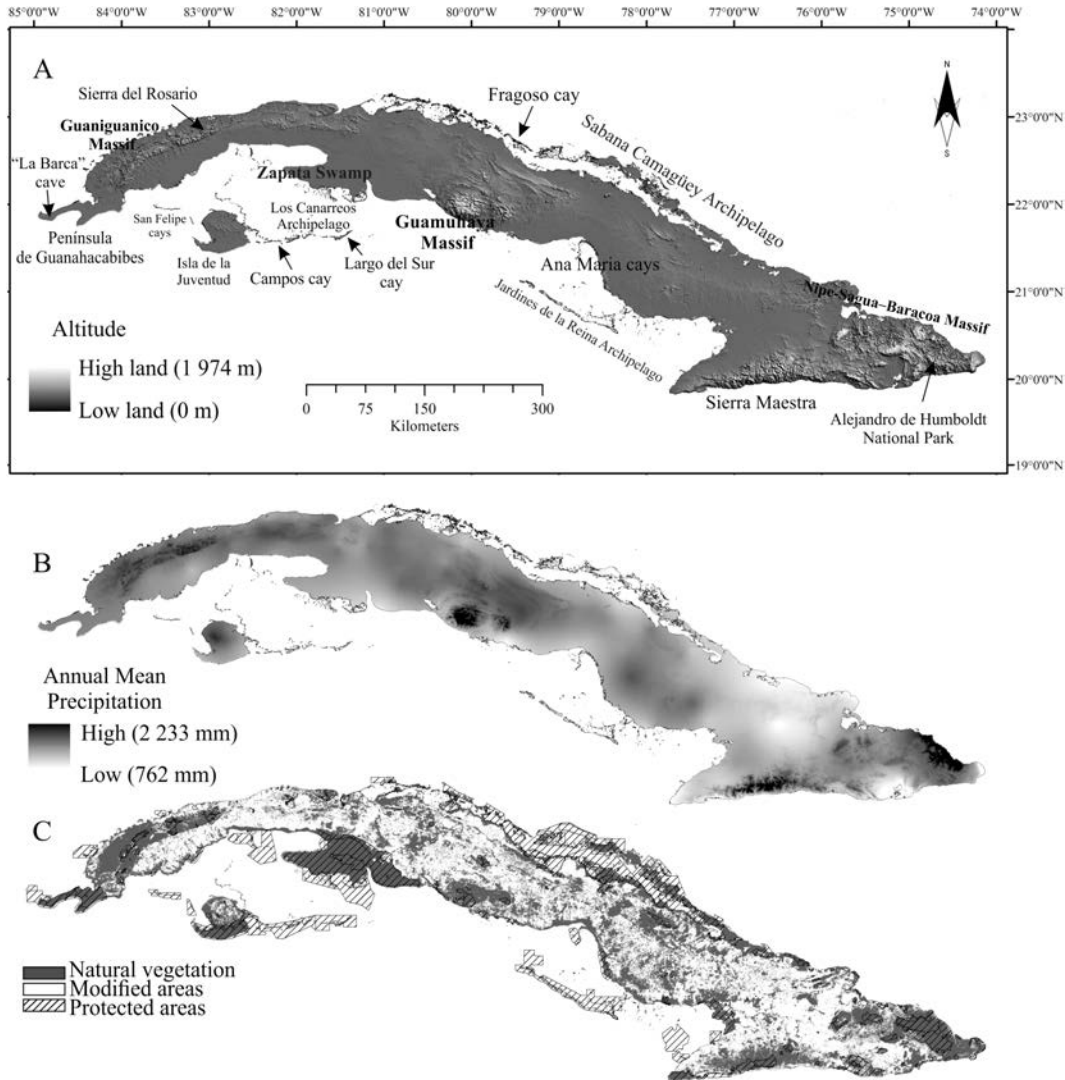 85°0'0"W 84°0'0"W 83°0'0"W 82°0'0"W 81°0'0"W 80°0'0"W 79°0'0"W 78°0'0"W 77°0'0"W 76°0'0"W 75°0'0"W 74°0'0"W
A
N
S
Sierra del Rosario
Fragoso cay
23°0'0"N
Guaniguanico
Massif
Sabana Camagüey Archipelago
"La Barca"
cave
Zapata Swamp
22°0'0"N
San Felipe
cays
Los Canarreos
Archipelago
Guamuhaya
Massif
Península
de Guanahacabibes
Isla de la
Juventud
Campos cay
Largo del Sur
cay
Ana Maria cays
Jardines de la Reina Archipelago
21°0'0"N
Nipe-Sagua–Baracoa Massif
Altitude
High land (1 974 m)
Low land (0 m)
0 75 150 300
Kilometers
20°0'0"N
Sierra Maestra
Alejandro de Humboldt
National Park
19°0'0"N
B
Annual Mean
Precipitation
High (2 233 mm)
Low (762 mm)
C
Natural vegetation
Modified areas
Protected areas